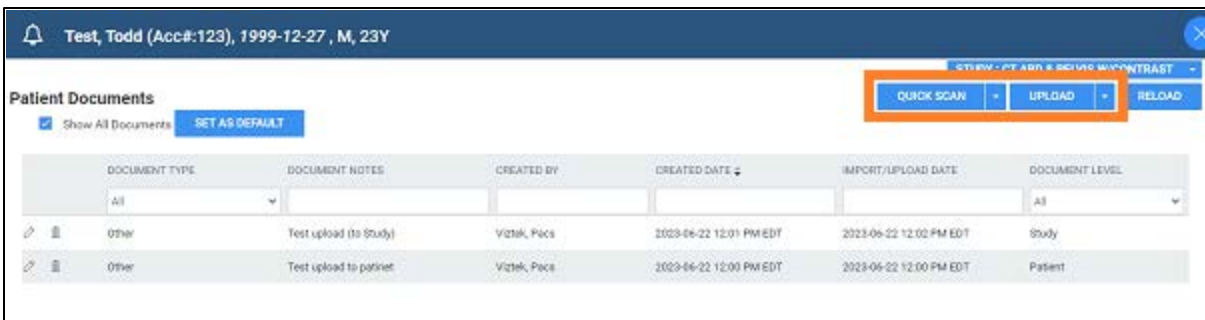 Test, Todd (Acc#:123), 1999-12-27 , M, 23Y
STUDY : CT ABD & PELVIS W/CONTRAST
Patient Documents
QUICK SCAN UPLOAD RELOAD
Show All Documents SET AS DEFAULT
DOCUMENT TYPE DOCUMENT NOTES CREATED BY CREATED DATE IMPORT/UPLOAD DATE DOCUMENT LEVEL
All All
Other Test upload (to Study) Viztek, Pacs 2023-06-22 12:01 PM EDT 2023-06-22 12:02 PM EDT Study
Other Test upload to patinet Viztek, Pacs 2023-06-22 12:00 PM EDT 2023-06-22 12:00 PM EDT Patient